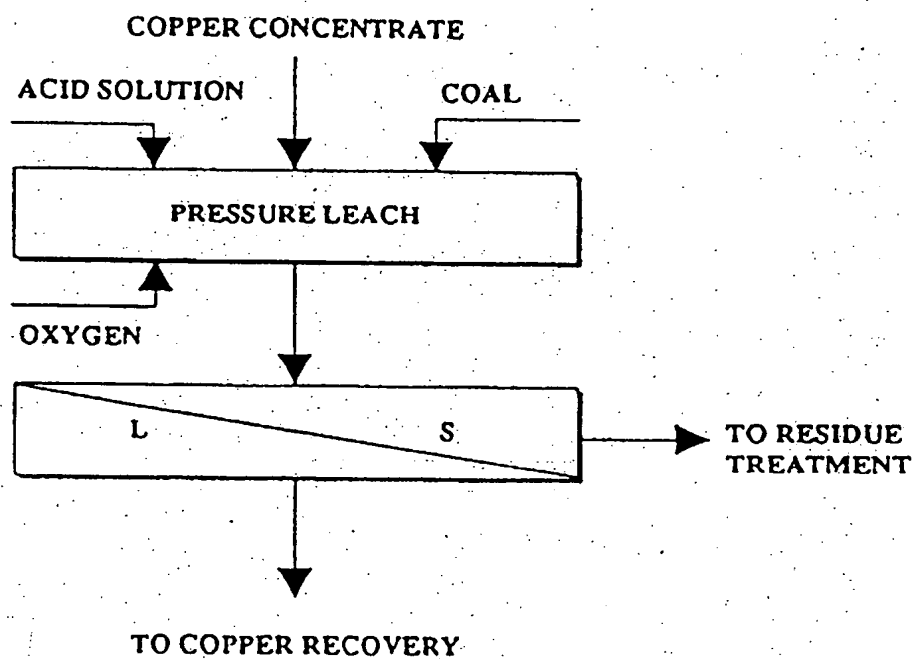 COPPER CONCENTRATE
ACID SOLUTION
COAL
PRESSURE LEACH
OXYGEN
L
S
TO RESIDUE
TREATMENT
TO COPPER RECOVERY